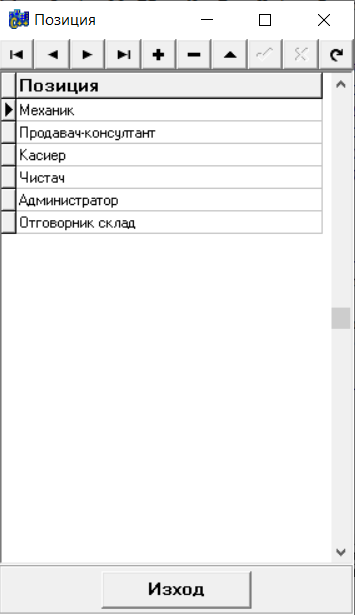 Позиция
Позиция
Механик
Продавач-консултант
Касиер
Чистач
Администратор
Отговорник склад
Изход